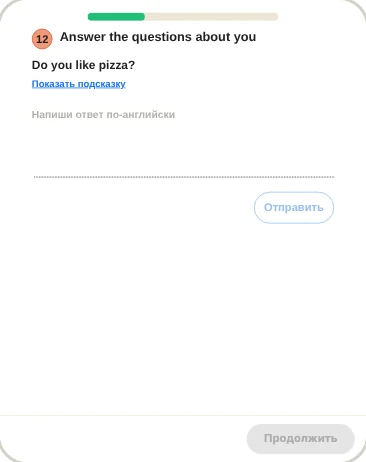 12 Answer the questions about you
Do you like pizza?
Показать подсказку
Напиши ответ по-английски
Отправить
Продолжить